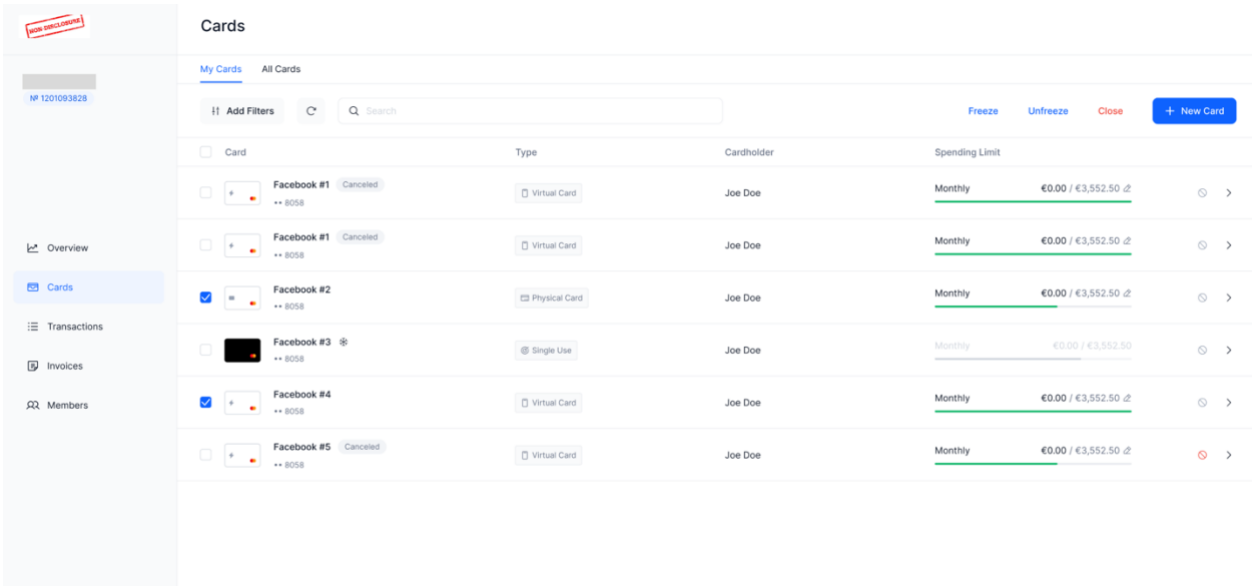 NON DISCLOSURE
Cards
My Cards All Cards
№ 1201093828
Add Filters Search Freeze Unfreeze Close + New Card
Card Type Cardholder Spending Limit
Facebook #1 Canceled Virtual Card Joe Doe Monthly €0.00 / €3,552.50
•• 8058
Facebook #1 Canceled Virtual Card Joe Doe Monthly €0.00 / €3,552.50
•• 8058
Overview
Cards
Transactions
Invoices
Members
Facebook #2 Physical Card Joe Doe Monthly €0.00 / €3,552.50
•• 8058
Facebook #3 Single Use Joe Doe Monthly €0.00 / €3,552.50
•• 8058
Facebook #4 Virtual Card Joe Doe Monthly €0.00 / €3,552.50
•• 8058
Facebook #5 Canceled Virtual Card Joe Doe Monthly €0.00 / €3,552.50
•• 8058